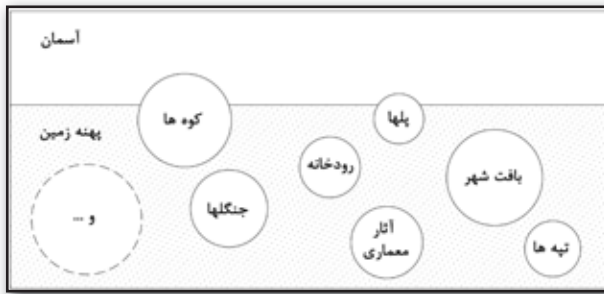 آسمان
کوه ها
پلها
پهنه زمین
رودخانه
بافت شهر
جنگلها
و ...
آثار
معماری
تپه ها